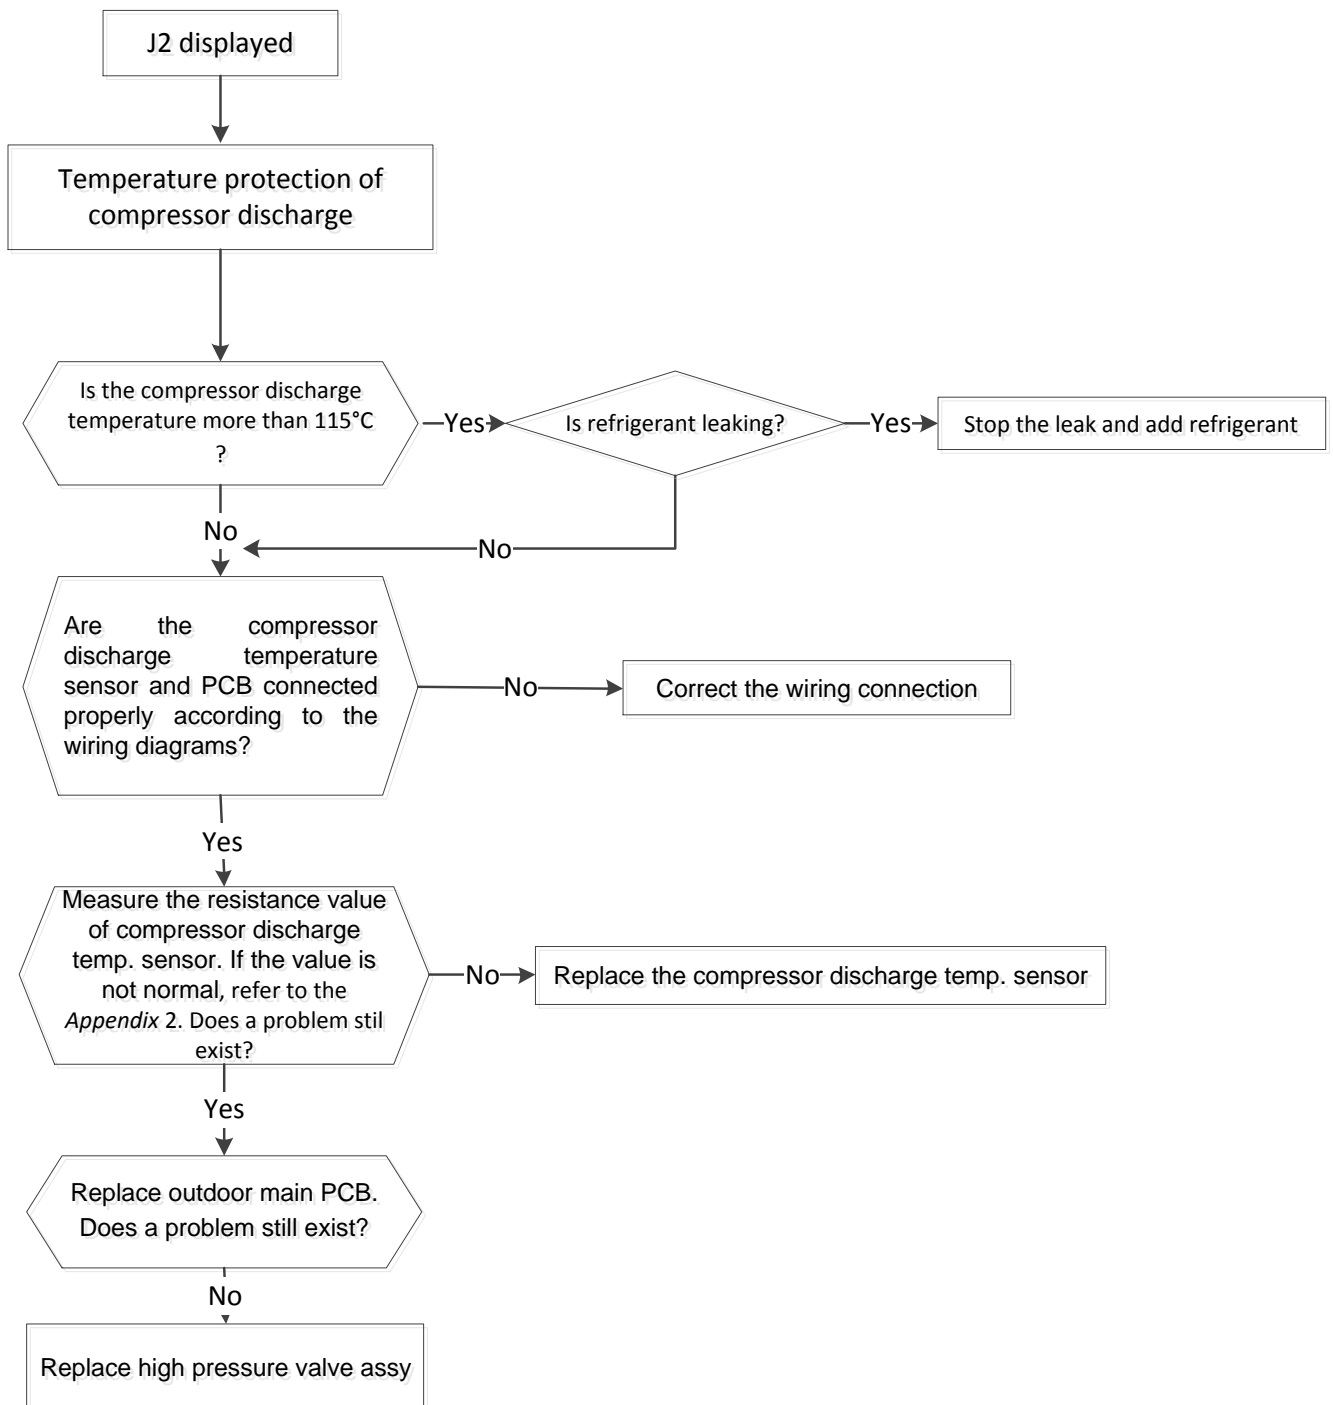 J2 displayed
Temperature protection of
compressor discharge
Is the compressor discharge
temperature more than 115°C
?
Yes
Is refrigerant leaking?
Yes
Stop the leak and add refrigerant
No
No
Are the compressor
discharge temperature
sensor and PCB connected
properly according to the
wiring diagrams?
No
Correct the wiring connection
Yes
Measure the resistance value
of compressor discharge
temp. sensor. If the value is
not normal, refer to the
Appendix 2. Does a problem stil
exist?
No
Replace the compressor discharge temp. sensor
Yes
Replace outdoor main PCB.
Does a problem still exist?
No
Replace high pressure valve assy